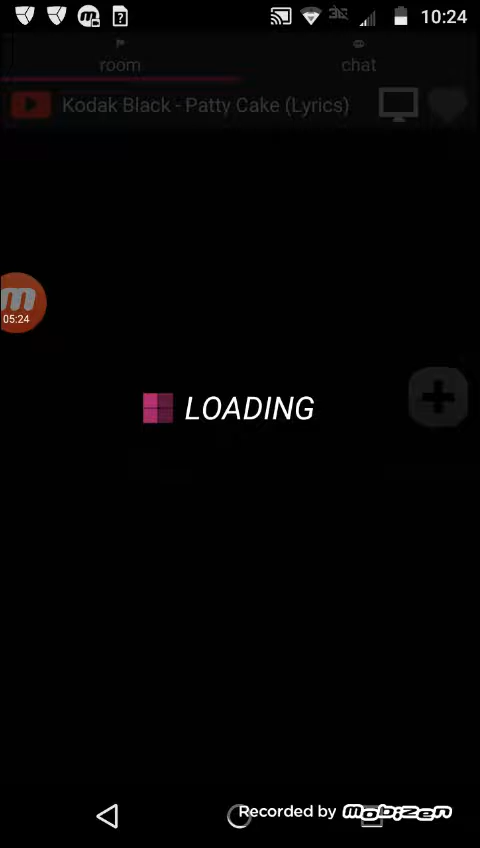 10:24
room
chat
Kodak Black - Patty Cake (Lyrics)
05:24
LOADING
Recorded by mobizen